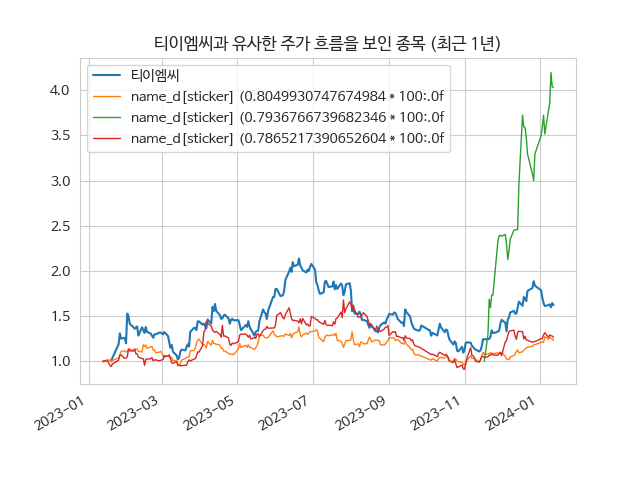 티이엠씨과 유사한 주가 흐름을 보인 종목 (최근 1년)
티이엠씨
name_d[sticker] (0.8049930747674984 * 100:.0f
name_d[sticker] (0.7936766739682346 * 100:.0f
name_d[sticker] (0.7865217390652604 * 100:.0f
4.0
3.5
3.0
2.5
2.0
1.5
1.0
2023-01
2023-03
2023-05
2023-07
2023-09
2023-11
2024-01